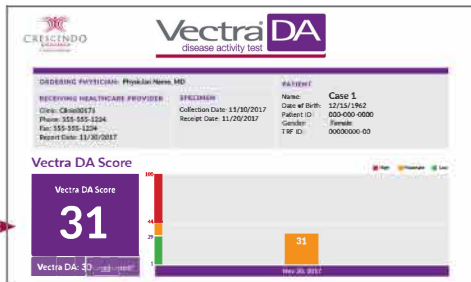 CRESCENDO
Vectra DA
disease activity test
ORDERING PHYSICIAN: Physician Name, MD
RECEIVING HEALTHCARE PROVIDER
Phone: 555-555-1234
Fax: 555-555-1234
Report Date: 11/20/2017
SPECIMEN
Collection Date: 11/10/2017
Receipt Date: 11/20/2017
PATIENT
Name: Case 1
Date of Birth: 12/15/1962
Patient ID: 000-000-0000
Gender: Female
TRF ID: 00000000-00
Vectra DA Score
High Moderate Low
Vectra DA Score
31
Vectra DA: 30
100
44
29
1
31
Nov 20, 2017